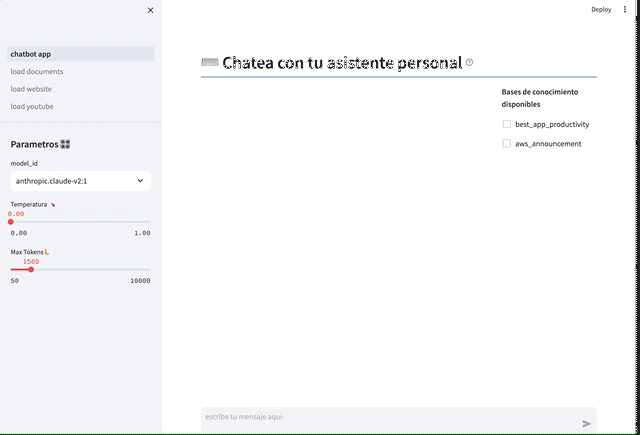 Deploy
chatbot app
load documents
load website
load youtube
Parametros
model_id
anthropic.claude-v2:1
Temperatura
0.00
0.00 1.00
Max Tokens
1500
50 10000
Chatea con tu asistente personal
Bases de conocimiento
disponibles
best_app_productivity
aws_announcement
escribe tu mensaje aquí